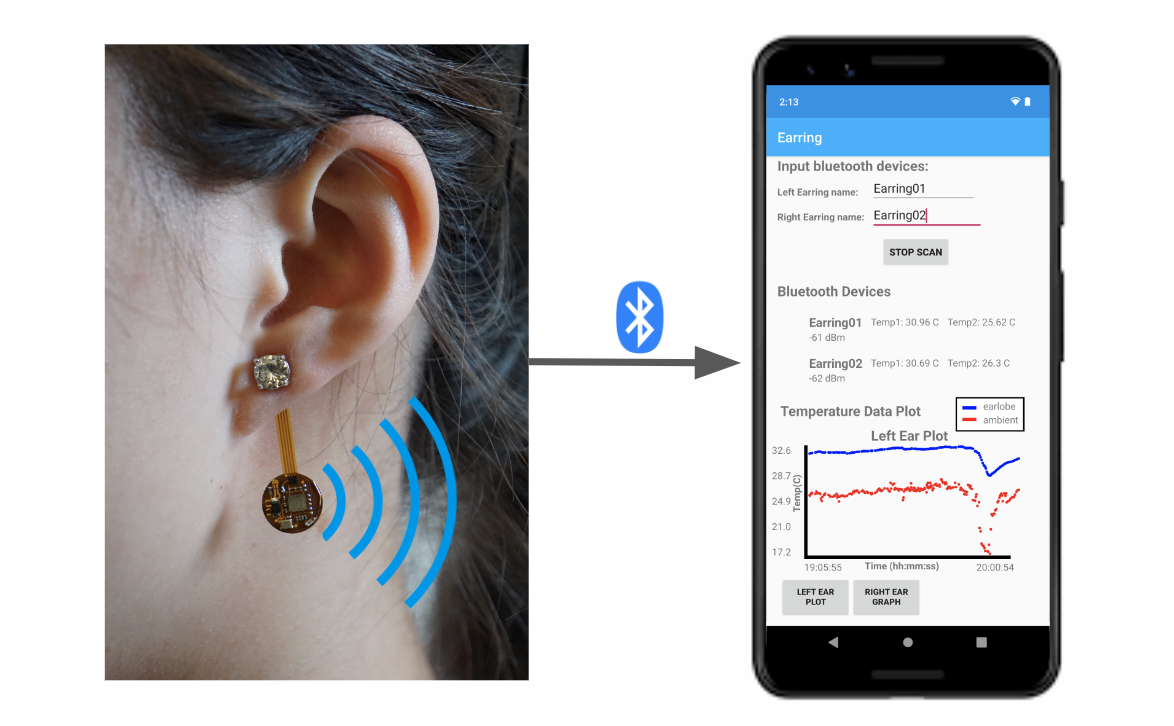 2:13
Earring
Input bluetooth devices:
Left Earring name: Earring01
Right Earring name: Earring02
STOP SCAN
Bluetooth Devices
Earring01 Temp1: 30.96 C Temp2: 25.62 C
-61 dBm
Earring02 Temp1: 30.69 C Temp2: 26.3 C
-62 dBm
Temperature Data Plot
earlobe
ambient
Left Ear Plot
32.6
28.7
24.9
21.0
17.2
Temp(C)
19:05:55 Time (hh:mm:ss) 20:00:54
LEFT EAR
PLOT
RIGHT EAR
GRAPH